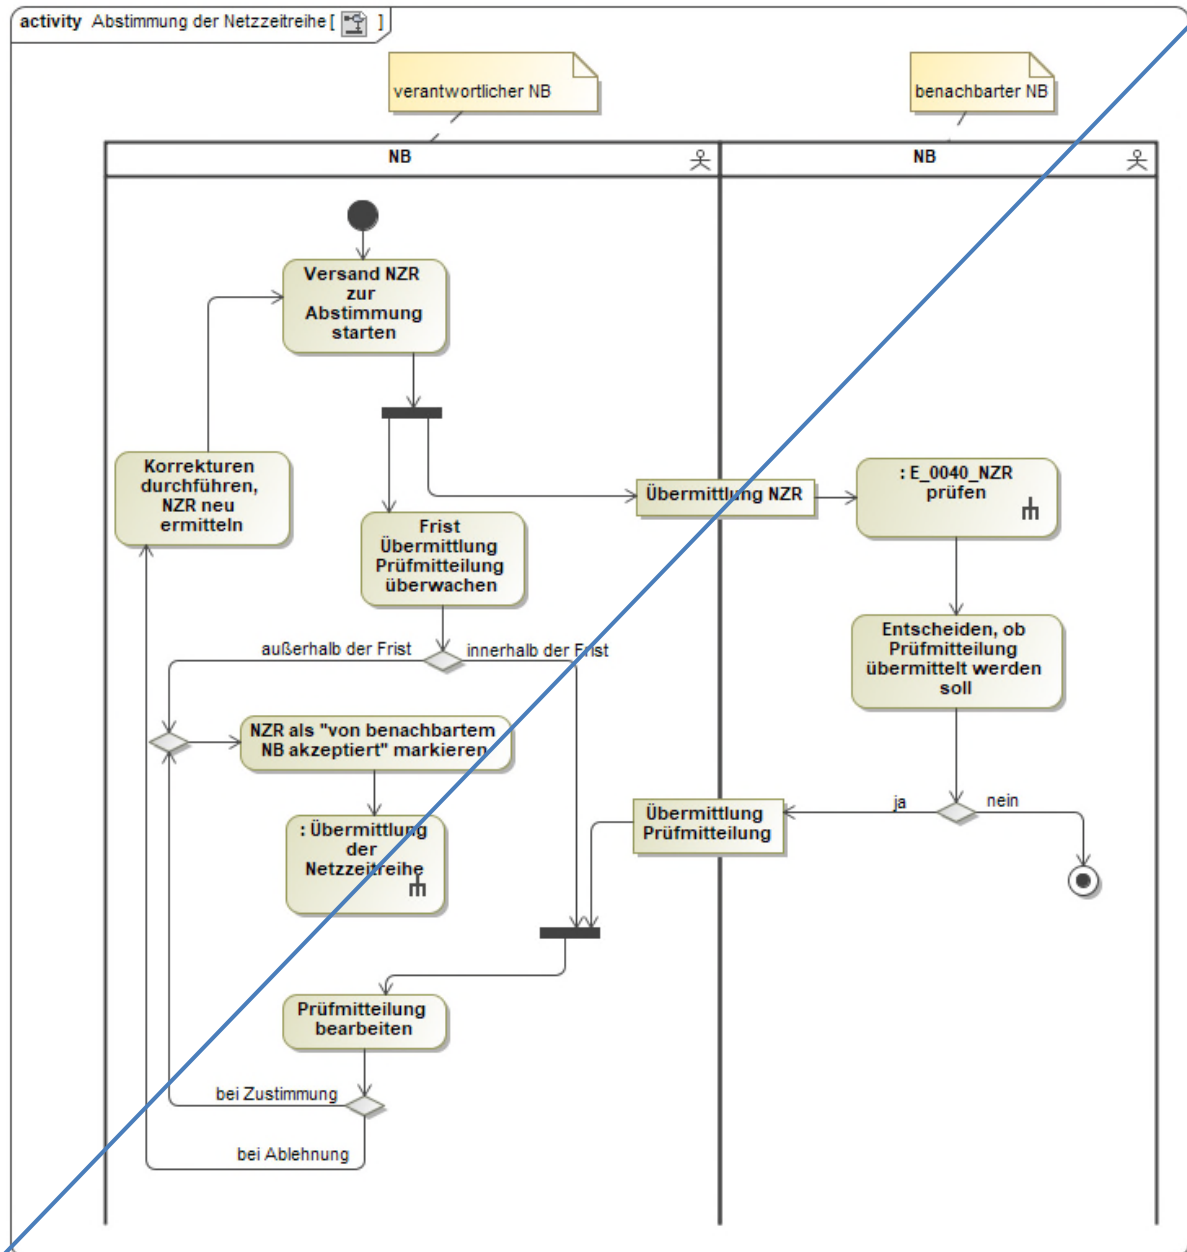 activity Abstimmung der Netzzeitreihe [ ]
verantwortlicher NB
benachbarter NB
NB
NB
Versand NZR
zur
Abstimmung
starten
Korrekturen
durchführen,
NZR neu
ermitteln
Übermittlung NZR
: E_0040_NZR
prüfen
Frist
Übermittlung
Prüfmitteilung
überwachen
Entscheiden, ob
Prüfmitteilung
übermittelt werden
soll
außerhalb der Frist
innerhalb der Frist
NZR als "von benachbartem
NB akzeptiert" markieren
ja
nein
Übermittlung
Prüfmitteilung
: Übermittlung
der
Netzzeitreihe
Prüfmitteilung
bearbeiten
bei Zustimmung
bei Ablehnung